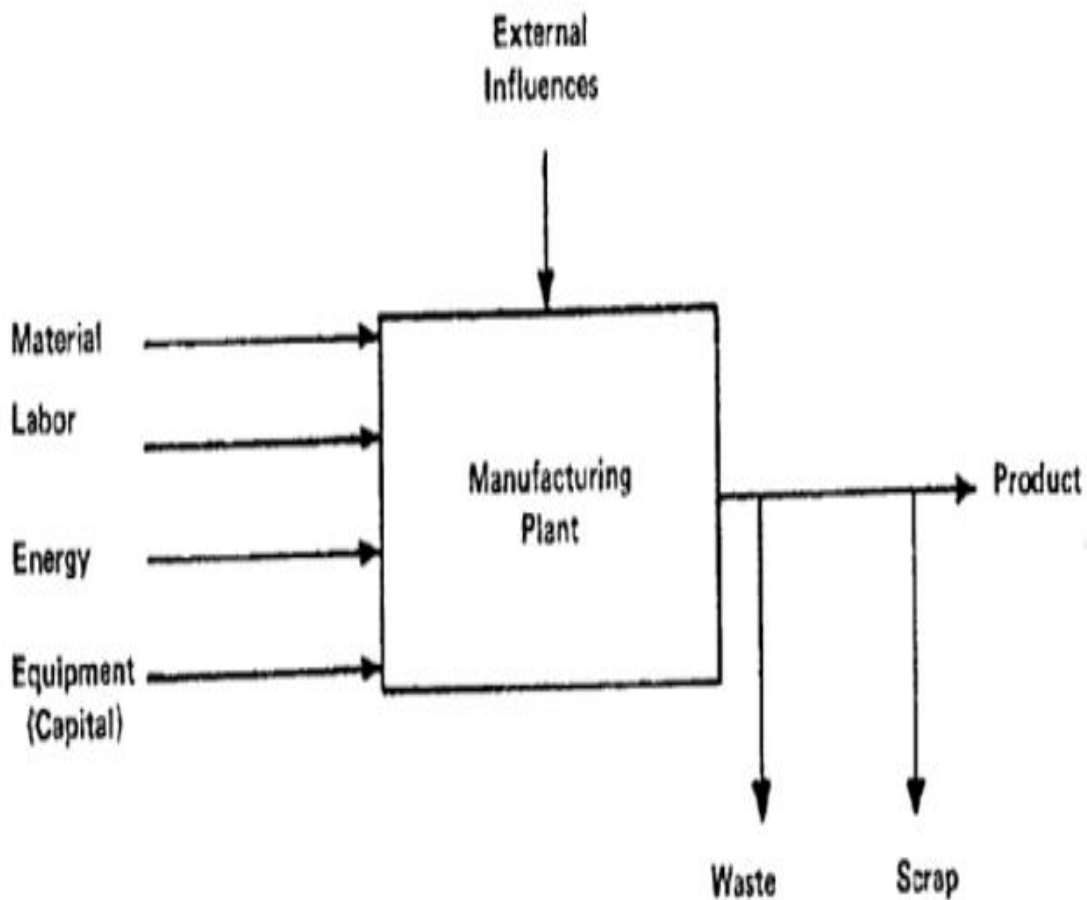 External
Influences
Material
Labor
Energy
Equipment
(Capital)
Manufacturing
Plant
Product
Waste
Scrap